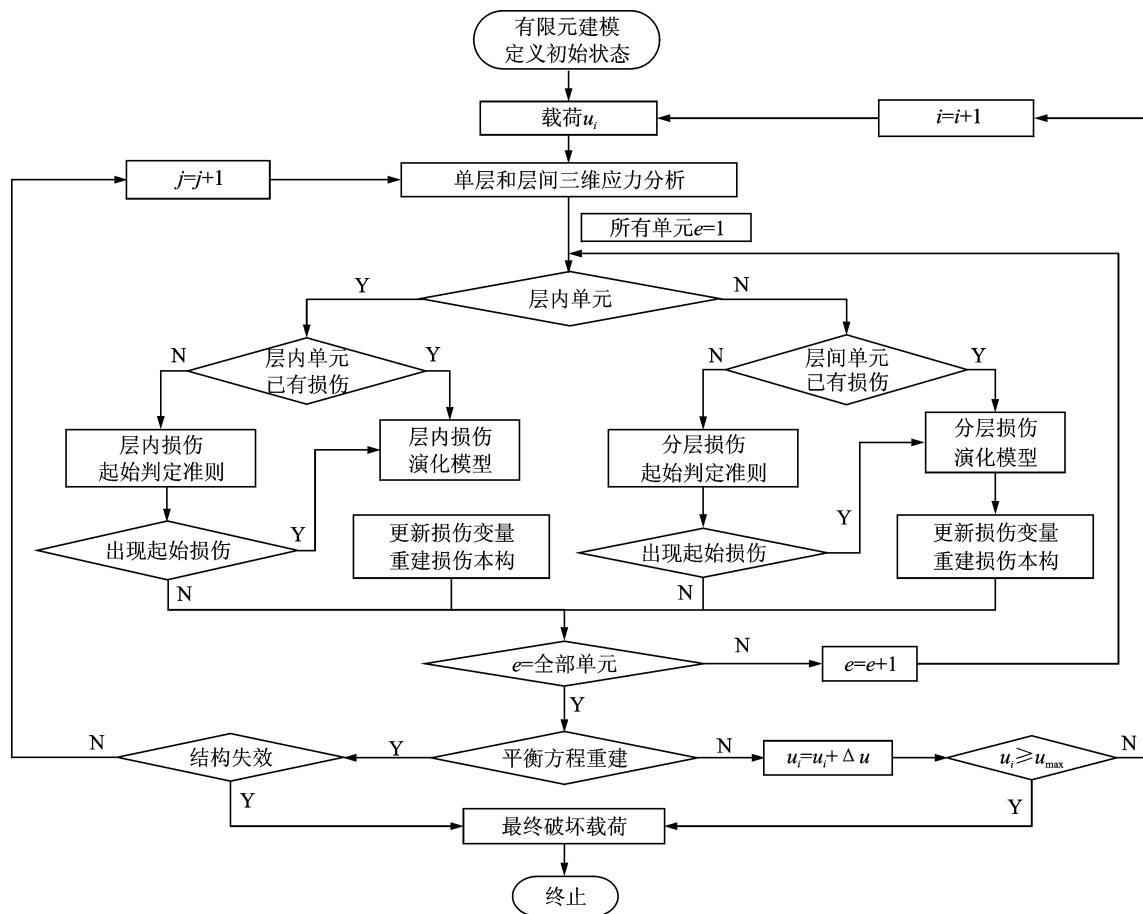 有限元建模
定义初始状态
载荷u_i
i=i+1
j=j+1
单层和层间三维应力分析
所有单元e=1
Y
层内单元
N
N
层内单元
已有损伤
Y
N
层间单元
已有损伤
Y
层内损伤
起始判定准则
层内损伤
演化模型
分层损伤
起始判定准则
分层损伤
演化模型
出现起始损伤
Y
更新损伤变量
重建损伤本构
出现起始损伤
Y
更新损伤变量
重建损伤本构
N
N
e=全部单元
N
e=e+1
Y
N
结构失效
Y
平衡方程重建
N
u_i=u_i+Δu
u_i≥u_max
N
Y
Y
最终破坏载荷
终止